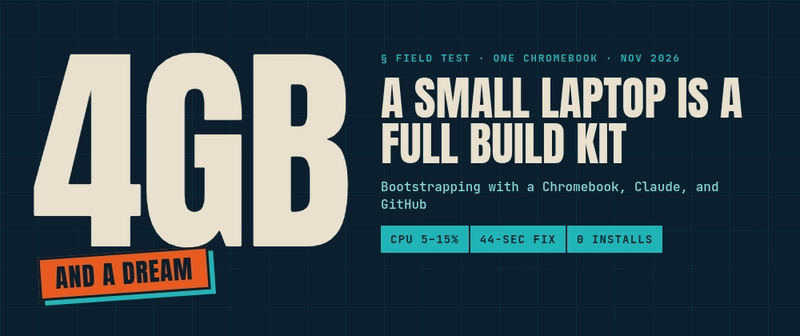 4GB
AND A DREAM
§ FIELD TEST · ONE CHROMEBOOK · NOV 2026
A SMALL LAPTOP IS A
FULL BUILD KIT
Bootstrapping with a Chromebook, Claude, and
GitHub
CPU 5–15%
44-SEC FIX
0 INSTALLS